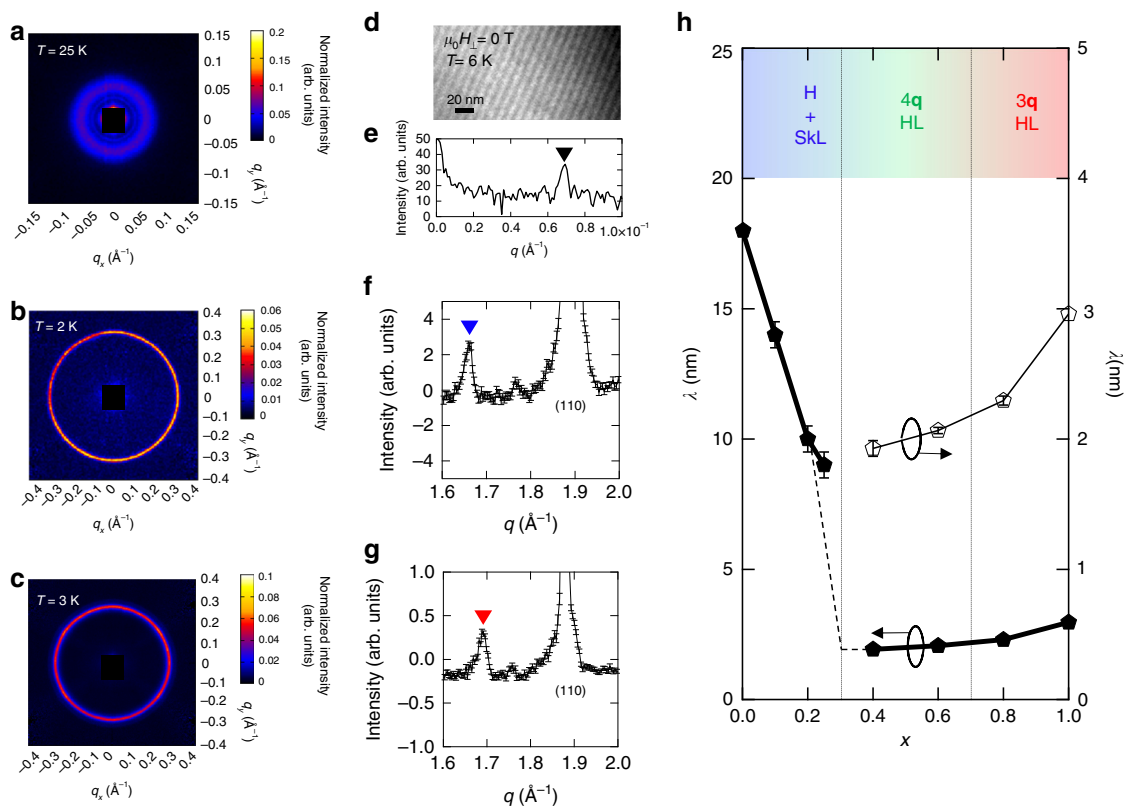 a
T = 25 K
0.15
0.1
0.05
0
−0.05
−0.1
−0.15
−0.15
−0.1
−0.05
0
0.05
0.1
0.15
qx (Å−1)
qy (Å−1)
0.2
0.15
0.1
0.05
0
Normalized intensity
(arb. units)
b
T = 2 K
0.4
0.3
0.2
0.1
0
−0.1
−0.2
−0.3
−0.4
−0.4
−0.3
−0.2
−0.1
0
0.1
0.2
0.3
0.4
qx (Å−1)
qy (Å−1)
0.06
0.05
0.04
0.03
0.02
0.01
0
Normalized intensity
(arb. units)
c
T = 3 K
0.4
0.3
0.2
0.1
0
−0.1
−0.2
−0.3
−0.4
−0.4
−0.3
−0.2
−0.1
0
0.1
0.2
0.3
0.4
qx (Å−1)
qy (Å−1)
0.1
0.08
0.06
0.04
0.02
0
Normalized intensity
(arb. units)
d
μ0H⊥= 0 T
T= 6 K
20 nm
e
Intensity (arb. units)
50
40
30
20
10
0
0.0
0.2
0.4
0.6
0.8
1.0×10−1
q (Å−1)
f
Intensity (arb. units)
4
2
0
−2
−4
(110)
1.6
1.7
1.8
1.9
2.0
q (Å−1)
g
Intensity (arb. units)
1.0
0.5
0.0
−0.5
−1.0
(110)
1.6
1.7
1.8
1.9
2.0
q (Å−1)
h
25
20
15
10
5
0
λ (nm)
H
+
SkL
4q
HL
3q
HL
5
4
3
2
1
0
λ(nm)
0.0
0.2
0.4
0.6
0.8
1.0
x